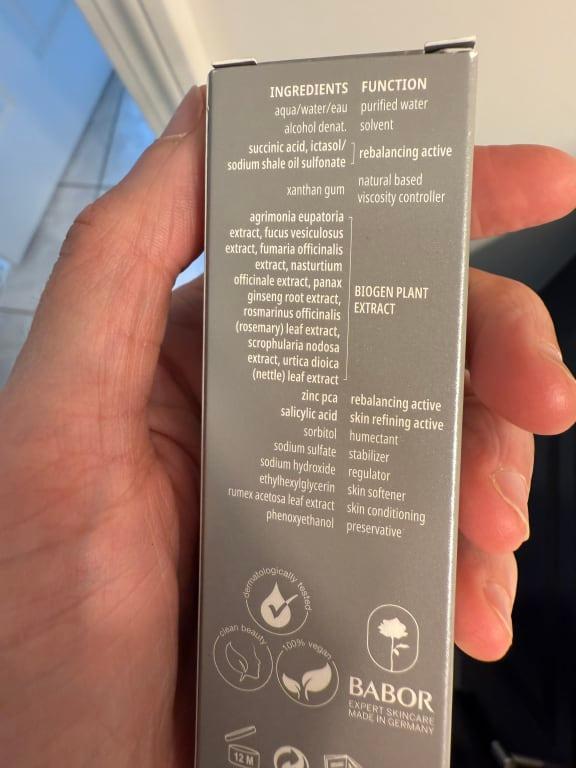 INGREDIENTS FUNCTION
aqua/water/eau purified water
alcohol denat. solvent
succinic acid, ictasol/
sodium shale oil sulfonate rebalancing active
xanthan gum natural based
viscosity controller
agrimonia eupatoria
extract, fucus vesiculosus
extract, fumaria officinalis
extract, nasturtium
officinale extract, panax
ginseng root extract,
rosmarinus officinalis
(rosemary) leaf extract,
scrophularia nodosa
extract, urtica dioica
(nettle) leaf extract
BIOGEN PLANT
EXTRACT
zinc pca rebalancing active
salicylic acid skin refining active
sorbitol humectant
sodium sulfate stabilizer
sodium hydroxide regulator
ethylhexylglycerin skin softener
rumex acetosa leaf extract skin conditioning
phenoxyethanol preservative
dermatologically tested
clean beauty
100% vegan
BABOR
EXPERT SKINCARE
MADE IN GERMANY
12 M